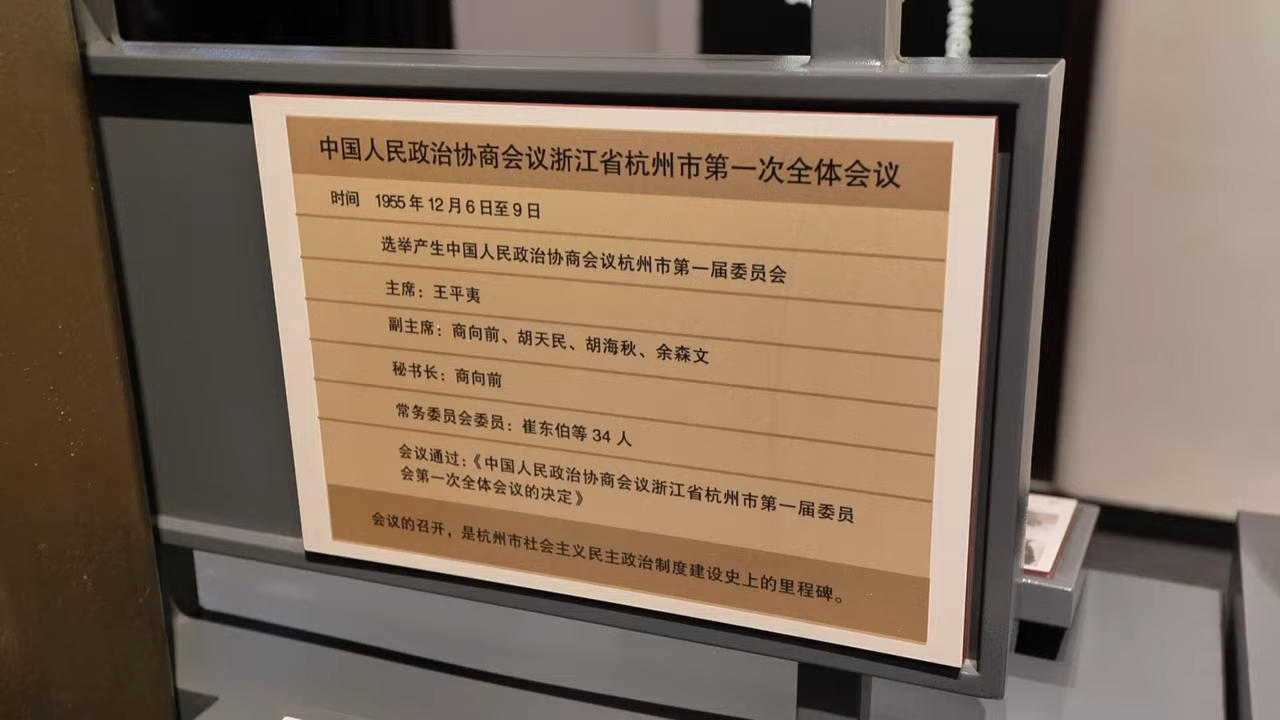 中国人民政治协商会议浙江省杭州市第一次全体会议
时间 1955年12月6日至9日
选举产生中国人民政治协商会议杭州市第一届委员会
主席：王平夷
副主席：商向前、胡天民、胡海秋、余森文
秘书长：商向前
常务委员会委员：崔东伯等34人
会议通过：《中国人民政治协商会议浙江省杭州市第一届委员
会第一次全体会议的决定》
会议的召开，是杭州市社会主义民主政治制度建设史上的里程碑。